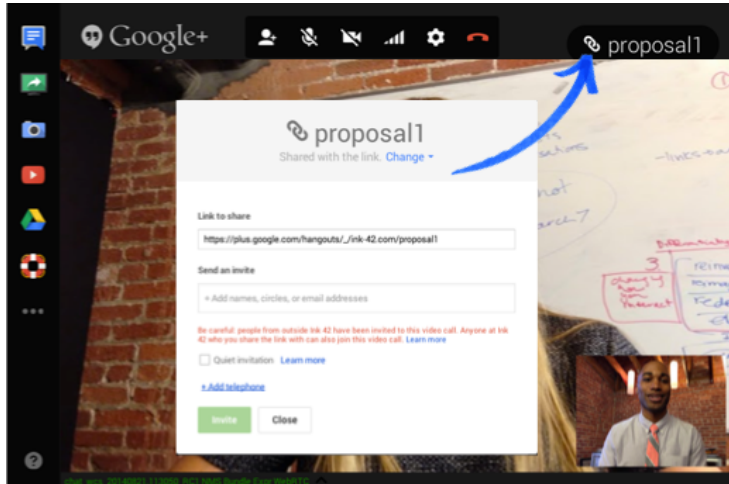 Google+
proposal1
proposal1
Shared with the link. Change
Link to share
https://plus.google.com/hangouts/_/ink-42.com/proposal1
Send an invite
+ Add names, circles, or email addresses
Be careful: people from outside Ink 42 have been invited to this video call. Anyone at Ink
42 who you share the link with can also join this video call. Learn more
Quiet invitation Learn more
+ Add telephone
Invite Close
not
3
?